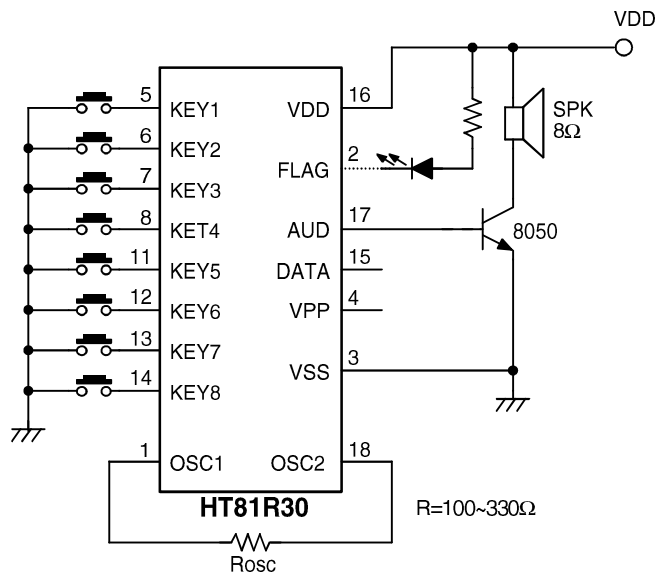 VDD
5 KEY1 VDD 16
6 KEY2 FLAG 2
7 KEY3
8 KET4 AUD 17
11 KEY5 DATA 15
12 KEY6 VPP 4
13 KEY7
14 KEY8 VSS 3
1 OSC1 OSC2 18
HT81R30
Rosc
SPK
8Ω
8050
R=100~330Ω